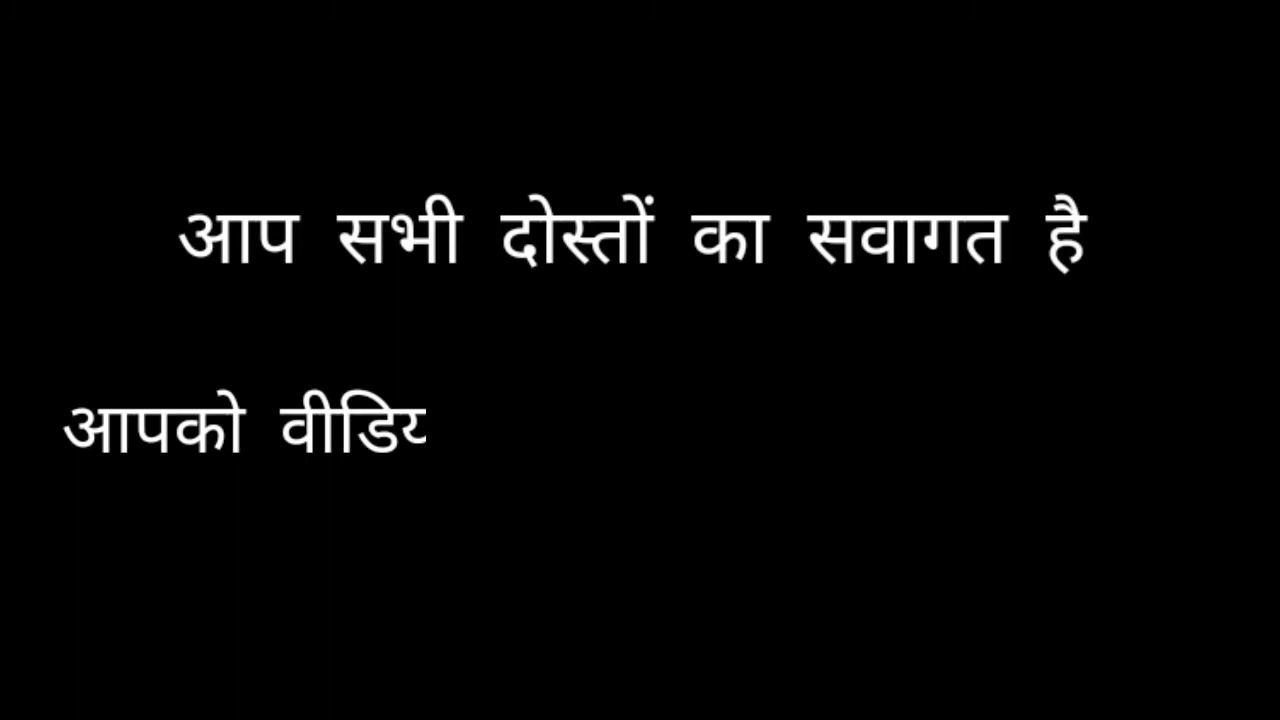 आप सभी दोस्तों का सवागत है
आपको वीडिय